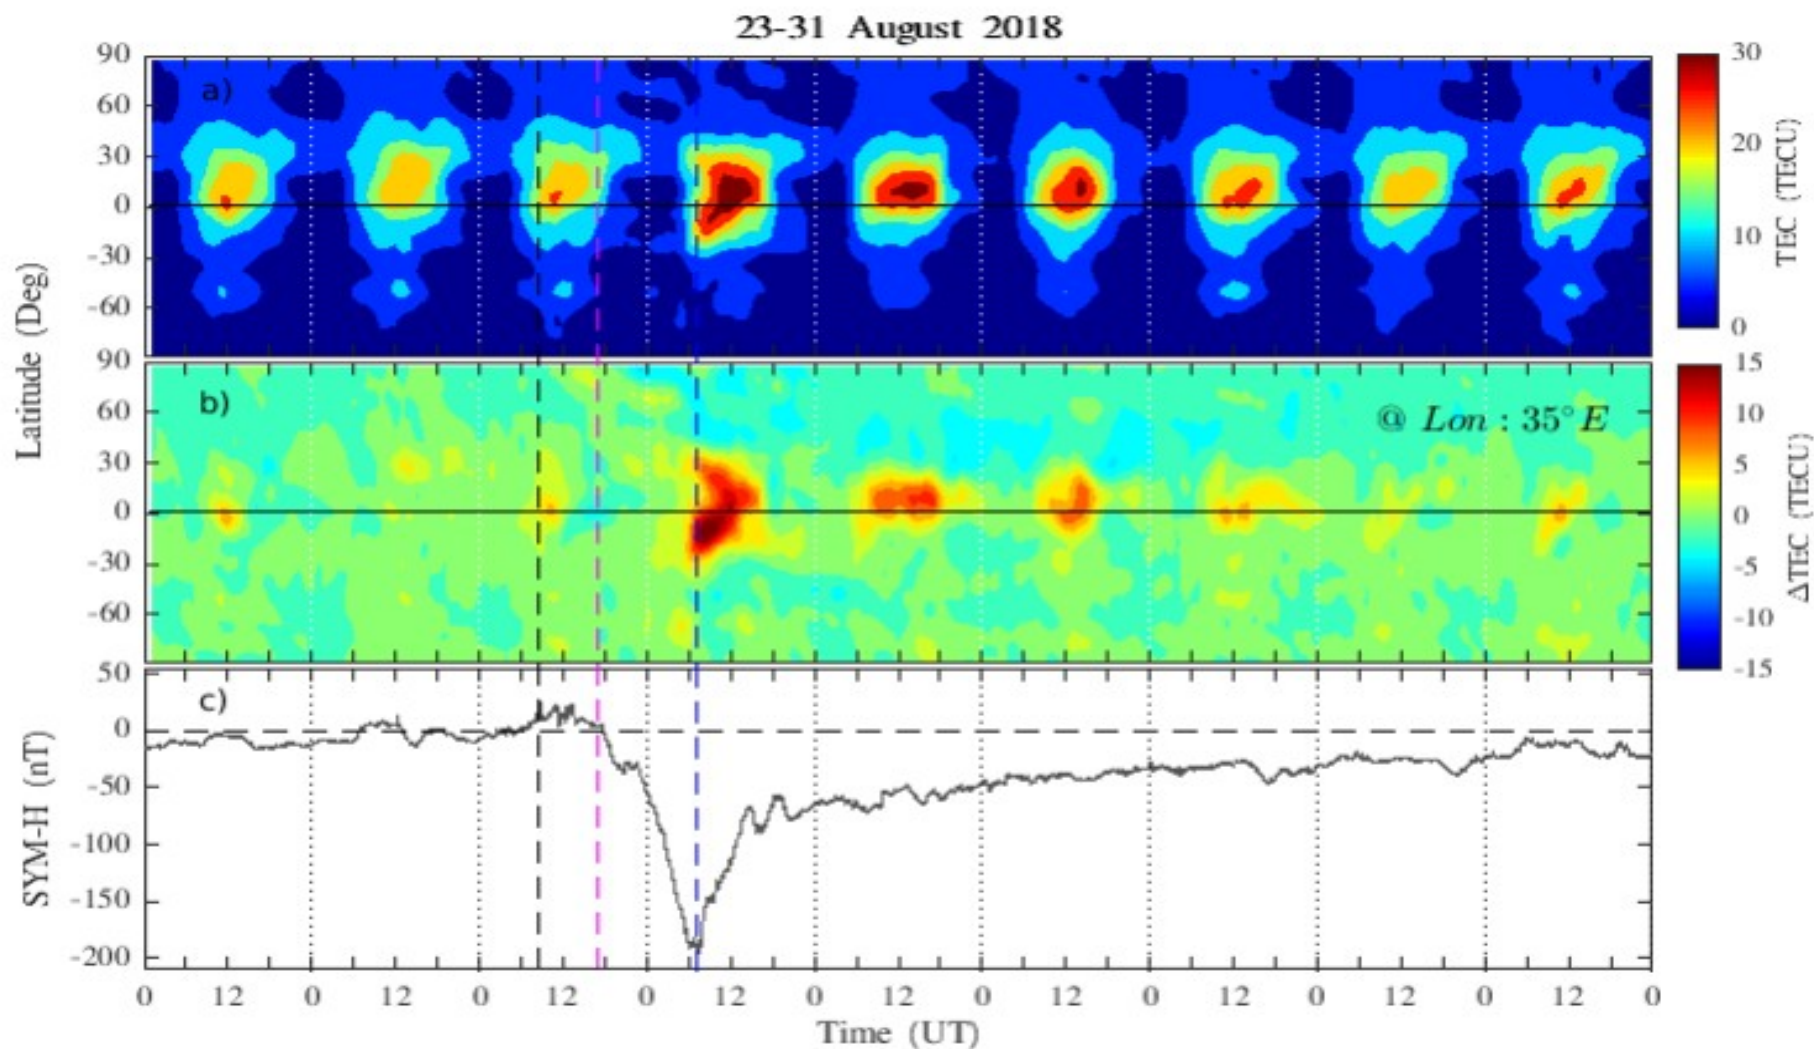 23-31 August 2018
a)
90
60
30
0
-30
-60
30
20
10
0
TEC (TECU)
Latitude (Deg)
b)
@ Lon : 35° E
90
60
30
0
-30
-60
15
10
5
0
-5
-10
-15
ΔTEC (TECU)
c)
50
0
-50
-100
-150
-200
SYM-H (nT)
0 12 0 12 0 12 0 12 0 12 0 12 0 12 0 12 0 12 0
Time (UT)